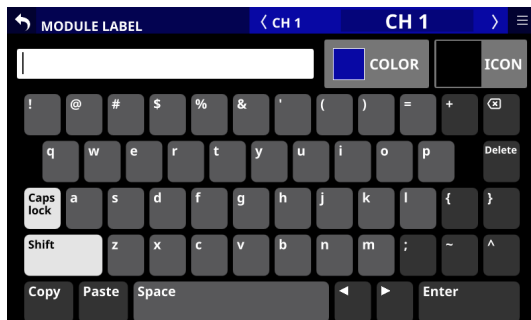 MODULE LABEL
〈 CH 1
CH 1 〉
COLOR
ICON
! @ # $ % & ' ( ) = +
q w e r t y u i o p Delete
Caps lock a s d f g h j k l { }
Shift z x c v b n m ; ~ ^
Copy Paste Space ◀ ▶ Enter